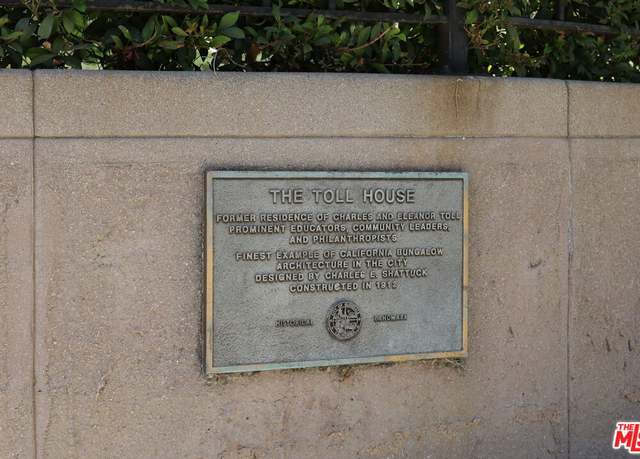 THE TOLL HOUSE
FORMER RESIDENCE OF CHARLES AND ELEANOR TOLL
PROMINENT EDUCATORS, COMMUNITY LEADERS,
AND PHILANTHROPISTS
FINEST EXAMPLE OF CALIFORNIA BUNGALOW
ARCHITECTURE IN THE CITY
DESIGNED BY CHARLES E. SHATTUCK
CONSTRUCTED IN
HISTORICAL LANDMARK
THE